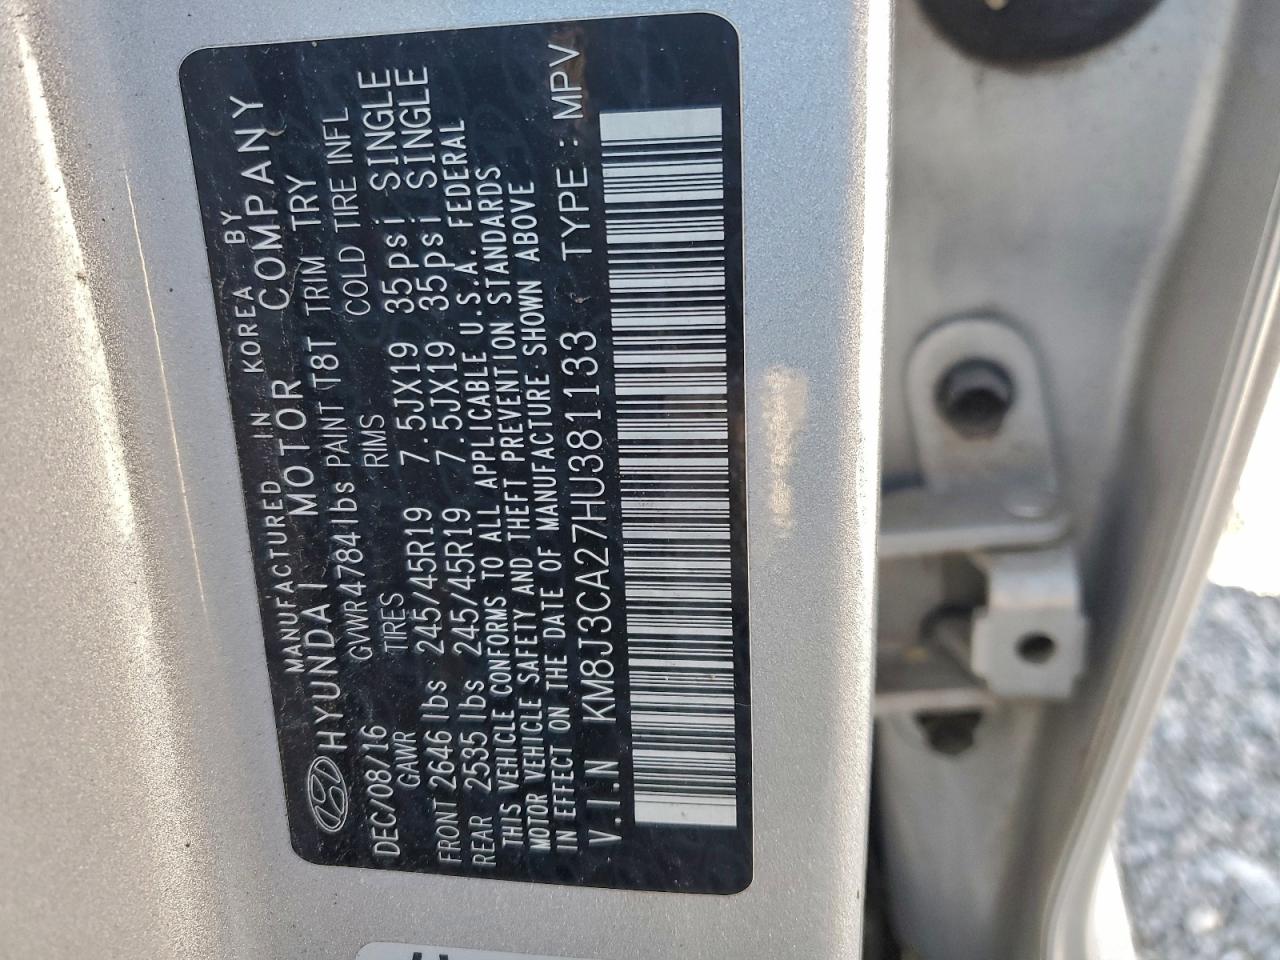 MANUFACTURED IN KOREA BY
HYUNDAI MOTOR COMPANY
DEC/08/16 GVWR 4784 lbs PAINT T8T TRIM TRY
GAWR TIRES RIMS COLD TIRE INFL
FRONT 2646 lbs 245/45R19 7.5JX19 35psi SINGLE
REAR 2535 lbs 245/45R19 7.5JX19 35psi SINGLE
THIS VEHICLE CONFORMS TO ALL APPLICABLE U.S.A. FEDERAL
MOTOR VEHICLE SAFETY AND THEFT PREVENTION STANDARDS
IN EFFECT ON THE DATE OF MANUFACTURE SHOWN ABOVE
V.I.N KM8J3CA27HU381133 TYPE : MPV